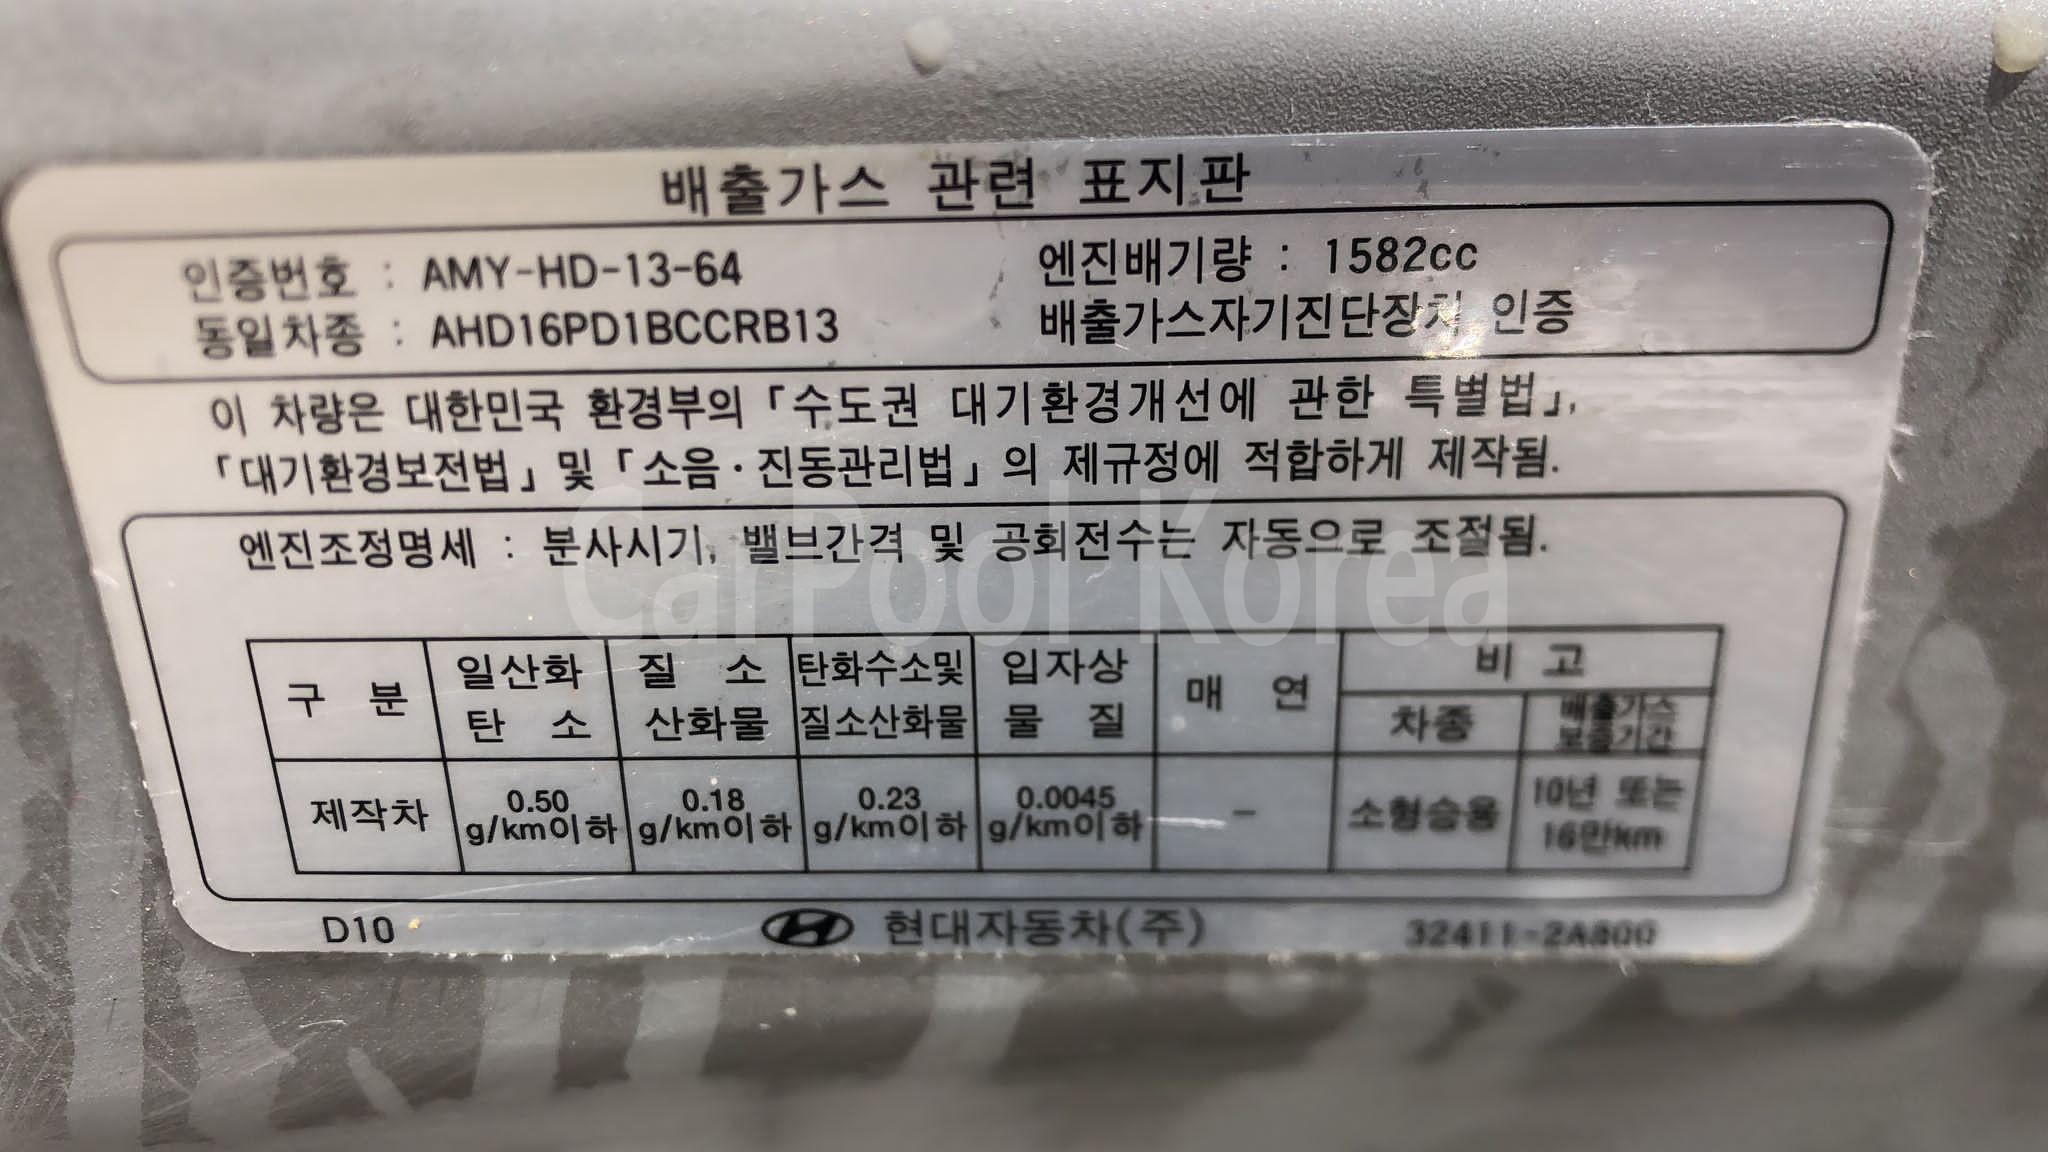 배출가스 관련 표지판
인증번호 : AMY-HD-13-64
엔진배기량 : 1582cc
동일차종 : AHD16PD1BCCRB13
배출가스자기진단장치 인증
이 차량은 대한민국 환경부의 「수도권 대기환경개선에 관한 특별법」,
「대기환경보전법」 및 「소음·진동관리법」의 제규정에 적합하게 제작됨.
엔진조정명세 : 분사시기, 밸브간격 및 공회전수는 자동으로 조절됨.
CarPool Korea
구 분
일산화
탄 소
질 소
산화물
탄화수소및
질소산화물
입자상
물 질
매 연
비 고
차종
배출가스
보증기간
제작차
0.50
g/km이하
0.18
g/km이하
0.23
g/km이하
0.0045
g/km이하
-
소형승용
10년 또는
16만km
D10
현대자동차(주)
32411-2A800